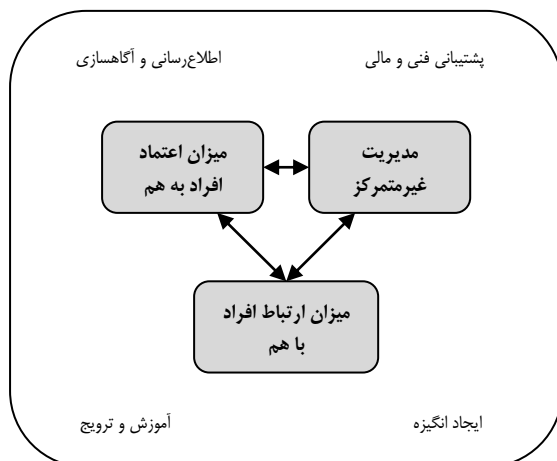 پشتیبانی فنی و مالی
اطلاع‌رسانی و آگاهسازی
مدیریت
غیرمتمرکز
میزان اعتماد
افراد به هم
میزان ارتباط افراد
با هم
ایجاد انگیزه
آموزش و ترویج